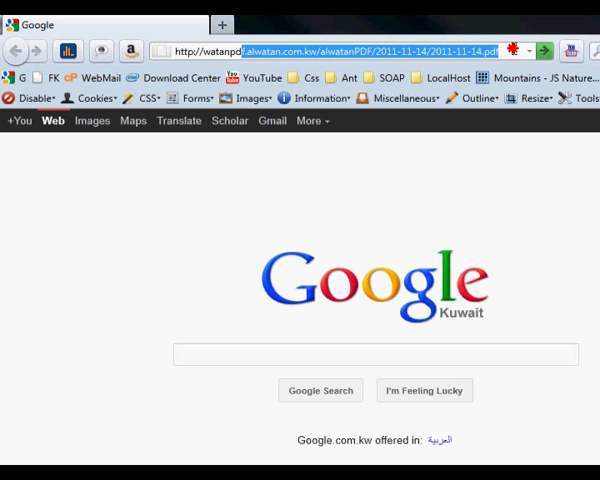 Google
http://watanpdf.alwatan.com.kw/alwatanPDF/2011-11-14/2011-11-14.pdf
G FK WebMail Download Center YouTube Css Ant SOAP LocalHost Mountains - JS Nature...
Disable CSS Cookies Forms Images Information Miscellaneous Outline Resize Tools
+You Web Images Maps Translate Scholar Gmail More
Google
Kuwait
Google Search I'm Feeling Lucky
Google.com.kw offered in: العربية